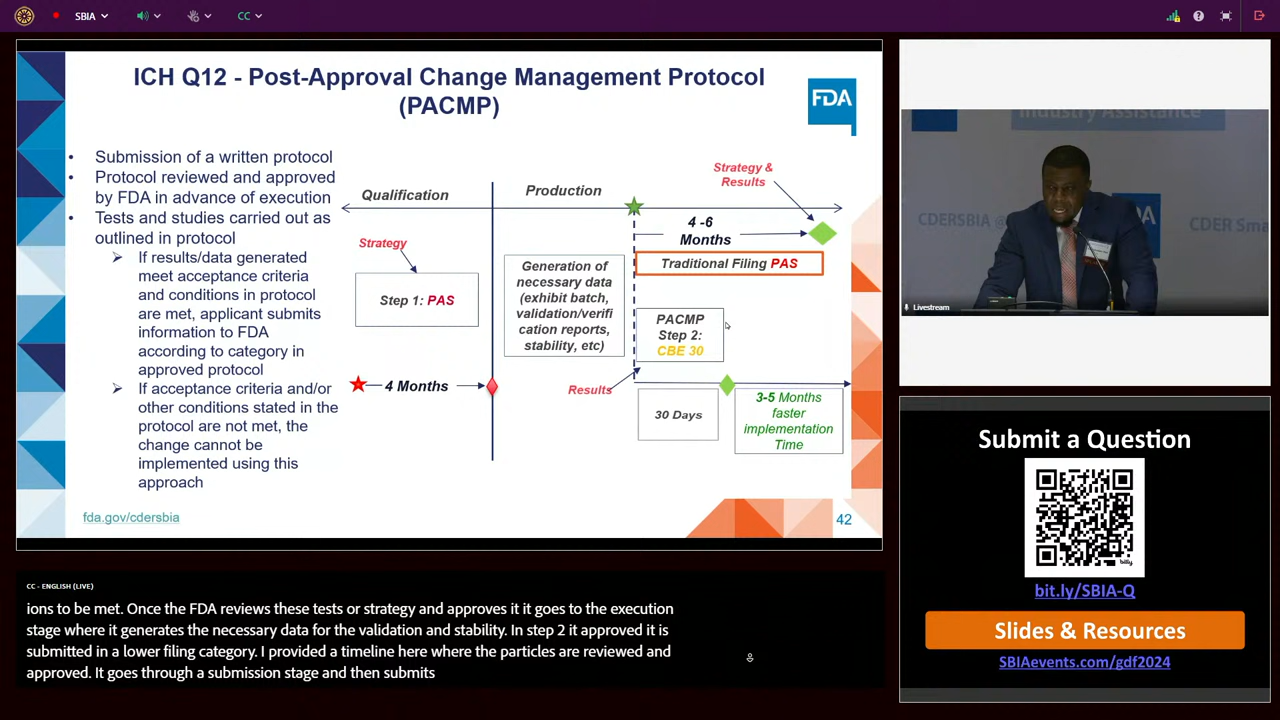 SBIA
CC
ICH Q12 - Post-Approval Change Management Protocol
(PACMP)
FDA
• Submission of a written protocol
• Protocol reviewed and approved
by FDA in advance of execution
• Tests and studies carried out as
outlined in protocol
➢ If results/data generated
meet acceptance criteria
and conditions in protocol
are met, applicant submits
information to FDA
according to category in
approved protocol
➢ If acceptance criteria and/or
other conditions stated in the
protocol are not met, the
change cannot be
implemented using this
approach
Qualification
Production
Strategy &
Results
Strategy
4 -6
Months
Step 1: PAS
Generation of
necessary data
(exhibit batch,
validation/verifi
cation reports,
stability, etc)
Traditional Filing PAS
PACMP
Step 2:
CBE 30
4 Months
Results
30 Days
3-5 Months
faster
implementation
Time
fda.gov/cdersbia
42
Industry Assistance
CDERSBIA
DA
CDER Sma
Livestream
Submit a Question
bitly
bit.ly/SBIA-Q
Slides & Resources
SBIAevents.com/gdf2024
CC - ENGLISH (LIVE)
ions to be met. Once the FDA reviews these tests or strategy and approves it it goes to the execution
stage where it generates the necessary data for the validation and stability. In step 2 it approved it is
submitted in a lower filing category. I provided a timeline here where the particles are reviewed and
approved. It goes through a submission stage and then submits